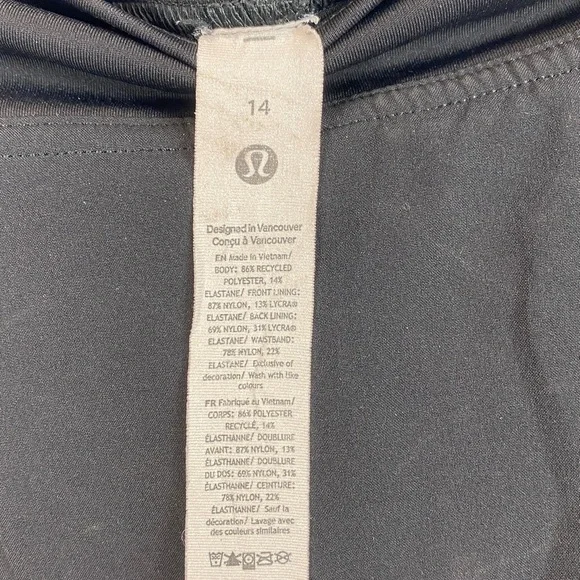 14
Designed in Vancouver
Conçu à Vancouver
EN Made in Vietnam/
BODY: 86% RECYCLED
POLYESTER, 14%
ELASTANE/ FRONT LINING:
87% NYLON, 13% LYCRA®
ELASTANE/ BACK LINING:
69% NYLON, 31% LYCRA®
ELASTANE/ WAISTBAND:
78% NYLON, 22%
ELASTANE/ Exclusive of
decoration/ Wash with like
colours
FR Fabriqué au Vietnam/
CORPS: 86% POLYESTER
RECYCLÉ, 14%
ÉLASTHANNE/ DOUBLURE
AVANT: 87% NYLON, 13%
ÉLASTHANNE/ DOUBLURE
DU DOS: 69% NYLON, 31%
ÉLASTHANNE/ CEINTURE:
78% NYLON, 22%
ÉLASTHANNE/ Sauf la
décoration/ Lavage avec
des couleurs similaires